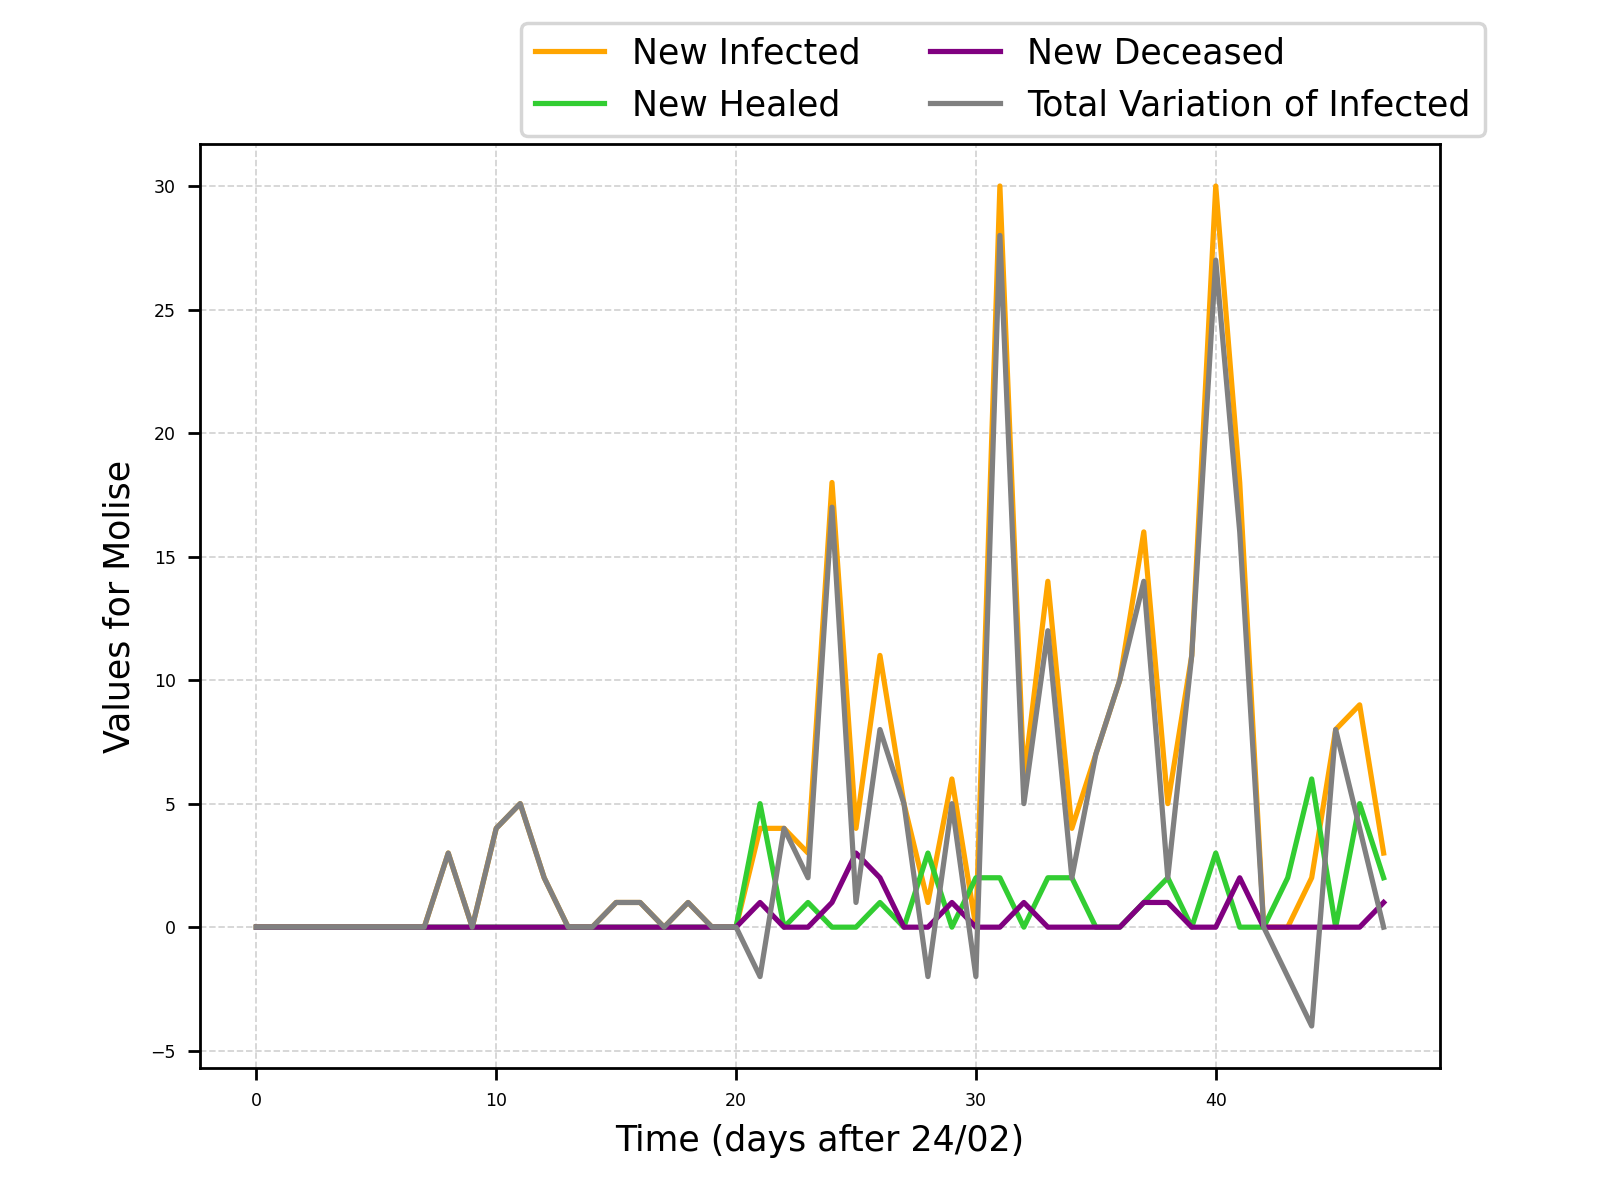 New Infected
New Healed
New Deceased
Total Variation of Infected
30
25
20
15
10
5
0
−5
Values for Molise
0 10 20 30 40
Time (days after 24/02)